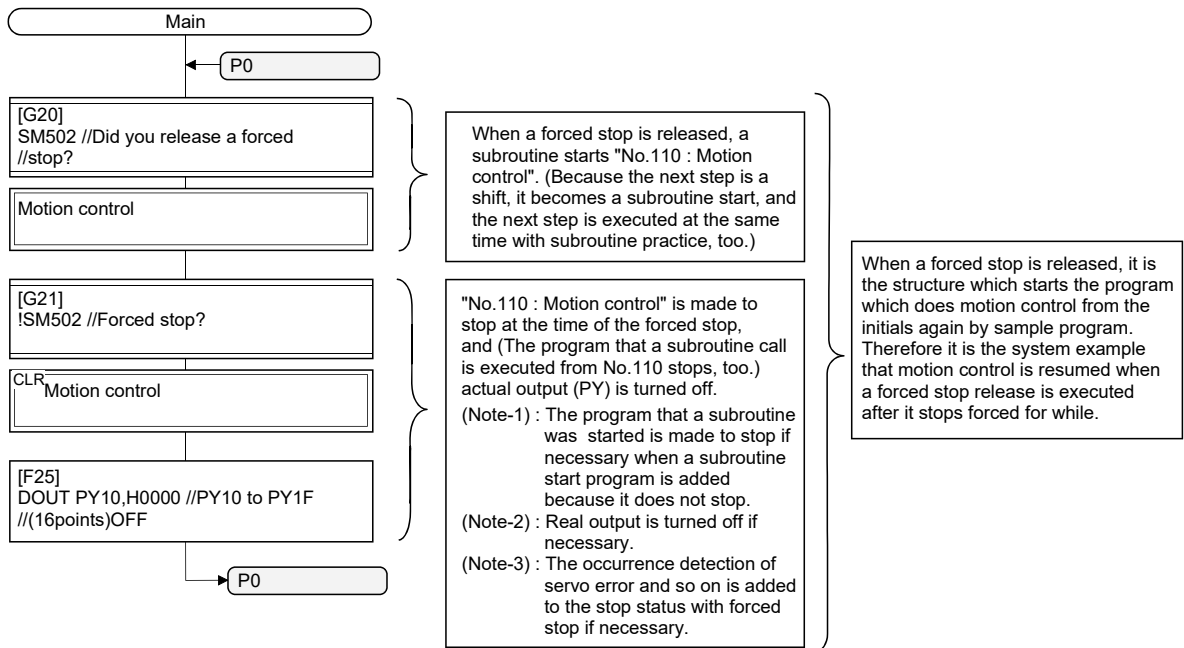 Main
P0
[G20]
SM502 //Did you release a forced
//stop?
Motion control
When a forced stop is released, a
subroutine starts "No.110 : Motion
control". (Because the next step is a
shift, it becomes a subroutine start, and
the next step is executed at the same
time with subroutine practice, too.)
[G21]
!SM502 //Forced stop?
CLR
Motion control
[F25]
DOUT PY10,H0000 //PY10 to PY1F
//(16points)OFF
P0
"No.110 : Motion control" is made to
stop at the time of the forced stop,
and (The program that a subroutine call
is executed from No.110 stops, too.)
actual output (PY) is turned off.
(Note-1) : The program that a subroutine
was started is made to stop if
necessary when a subroutine
start program is added
because it does not stop.
(Note-2) : Real output is turned off if
necessary.
(Note-3) : The occurrence detection of
servo error and so on is added
to the stop status with forced
stop if necessary.
When a forced stop is released, it is
the structure which starts the program
which does motion control from the
initials again by sample program.
Therefore it is the system example
that motion control is resumed when
a forced stop release is executed
after it stops forced for while.